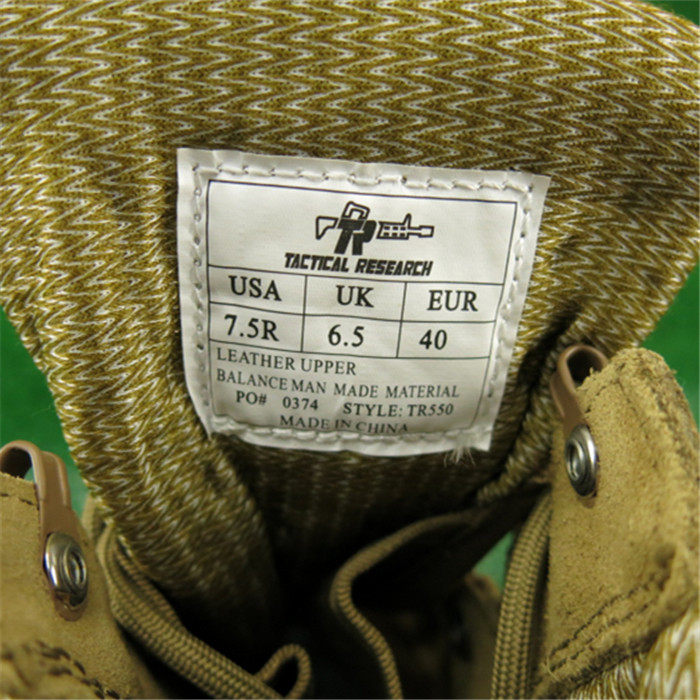 TR
TACTICAL RESEARCH
USA UK EUR
7.5R 6.5 40
LEATHER UPPER
BALANCE MAN MADE MATERIAL
PO# 0374 STYLE: TR550
MADE IN CHINA